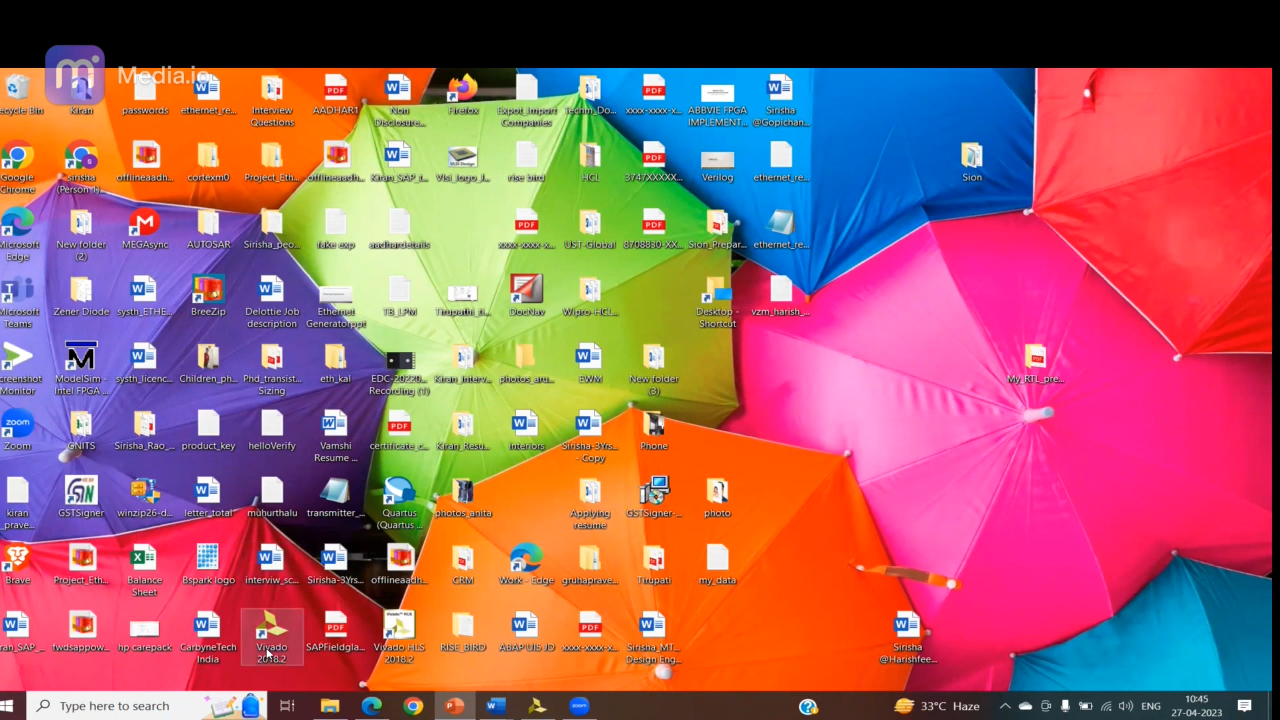 Media.io
ecycle Bin
Kiran
passwords
ethernet_re...
Interview
Questions
AADHAR1
Non
Disclosure...
Firefox
Expot_Import
Companies
Techm_Do...
xxxx-xxxx-x...
ABBVIE FPGA
IMPLEMENT...
Sirisha
@Gopichan...
Google
Chrome
sirisha
(Personal)...
offlineaadh...
cortexm0
Project_Eth...
offlineaadh...
Kiran_SAP_t...
rise bird
HCL
3747XXXXX...
Verilog
ethernet_re...
Sion
Microsoft
Edge
New folder
(2)
MEGAsync
AUTOSAR
Sirisha_peo...
fake exp
aadhardetails
xxxx-xxxx-x...
UST-Global
8708830-XX...
Sion_Prepar...
ethernet_re...
Microsoft
Teams
Zener Diode
systh_ETHE...
BreeZip
Delottie Job
description
Ethernet
Generatorppt
TB_LPM
Tirupathi_ti...
DocNav
Wipro-HCL...
Desktop -
Shortcut
vzm_harish_...
creenshot
Monitor
ModelSim -
Intel FPGA ...
systh_licenc...
Children_ph...
Phd_transist...
Sizing
eth_kal
EDC-20220...
Recording (1)
Kiran_Interv...
photos_aru...
EWM
New folder
(3)
My_RTL_pre...
zoom
Zoom
GNITS
Sirisha_Rao_...
product_key
helloVerify
Vamshi
Resume ...
certificate_c...
Kiran_Resu...
Interiors
Sirisha-3Yrs...
- Copy
Phone
kiran
_prave...
GSTSigner
winzip26-d...
letter_total
muhurthalu
transmitter_...
Quartus
(Quartus ...
photos_anita
Applying
resume
GSTSigner-...
photo
Brave
Project_Eth...
Balance
Sheet
Bspark logo
interviw_sc...
Sirisha-3Yrs...
offlineaadh...
CRM
Work - Edge
gruhaprave...
Tirupati
my_data
ran_SAP_...
fwdsappow...
hp carepack
CarbyneTech
India
Vivado
2018.2
SAPFieldgla...
Vivado HLS
2018.2
RISE_BIRD
ABAP UI5 JD
xxxx-xxxx-x...
Sirisha_MT...
Design Eng...
Sirisha
@Harishfee...
Type here to search
33°C Haze
ENG
10:45
27-04-2023